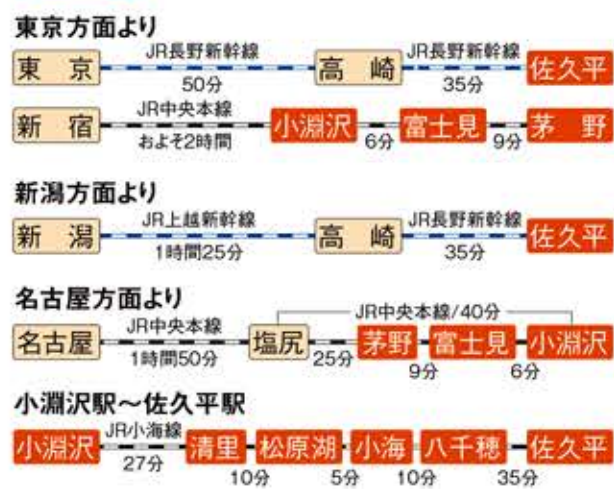 東京方面より
JR長野新幹線 JR長野新幹線
東京 高崎 佐久平
50分 35分
JR中央本線
新宿 小淵沢 富士見 茅野
およそ2時間 6分 9分
新潟方面より
JR上越新幹線 JR長野新幹線
新潟 高崎 佐久平
1時間25分 35分
名古屋方面より
JR中央本線/40分
JR中央本線
名古屋 塩尻 茅野 富士見 小淵沢
1時間50分 25分 9分 6分
小淵沢駅〜佐久平駅
JR小海線
小淵沢 清里 松原湖 小海 八千穂 佐久平
27分 10分 5分 10分 35分